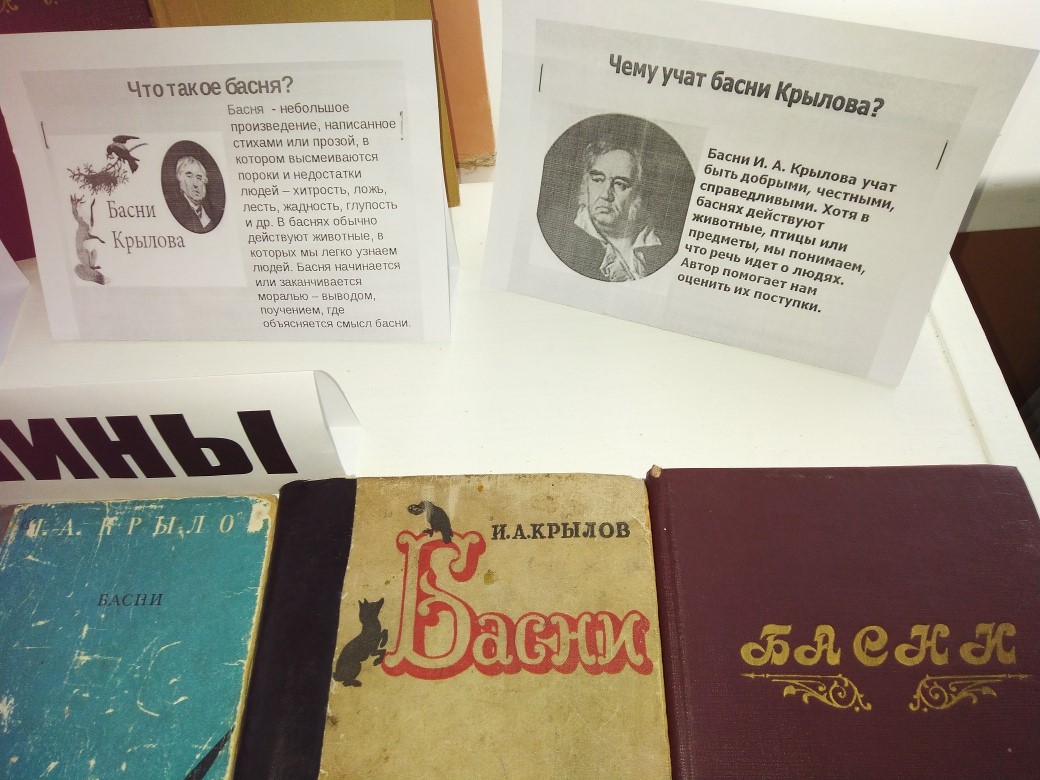 Что такое басня?
Басня - небольшое
произведение, написанное
стихами или прозой, в
котором высмеиваются
пороки и недостатки
людей – хитрость, ложь,
лесть, жадность, глупость
и др. В баснях обычно
действуют животные, в
которых мы легко узнаем
людей. Басня начинается
или заканчивается
моралью – выводом,
поучением, где
объясняется смысл басни.
Басни
Крылова
Чему учат басни Крылова?
Басни И. А. Крылова учат
быть добрыми, честными,
справедливыми. Хотя в
баснях действуют
животные, птицы или
предметы, мы понимаем,
что речь идет о людях.
Автор помогает нам
оценить их поступки.
И.А. КРЫЛО
БАСНИ
И.А.КРЫЛОВ
Басни
БАСНИ